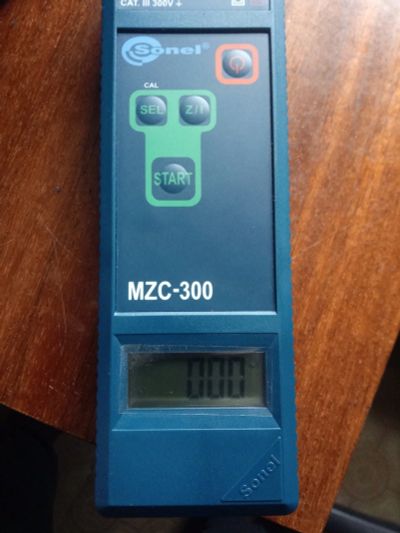 CAT. III 300V
Sonel®
CAL
SEL Z/I
START
MZC-300
000
Sonel